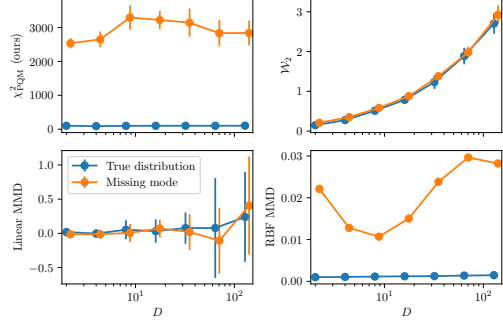 3000
2000
1000
0
χ²_PQM (ours)
3
2
1
0
𝒲₂
1.0
0.5
0.0
−0.5
Linear MMD
True distribution
Missing mode
10¹
10²
D
0.03
0.02
0.01
0.00
RBF MMD
10¹
10²
D